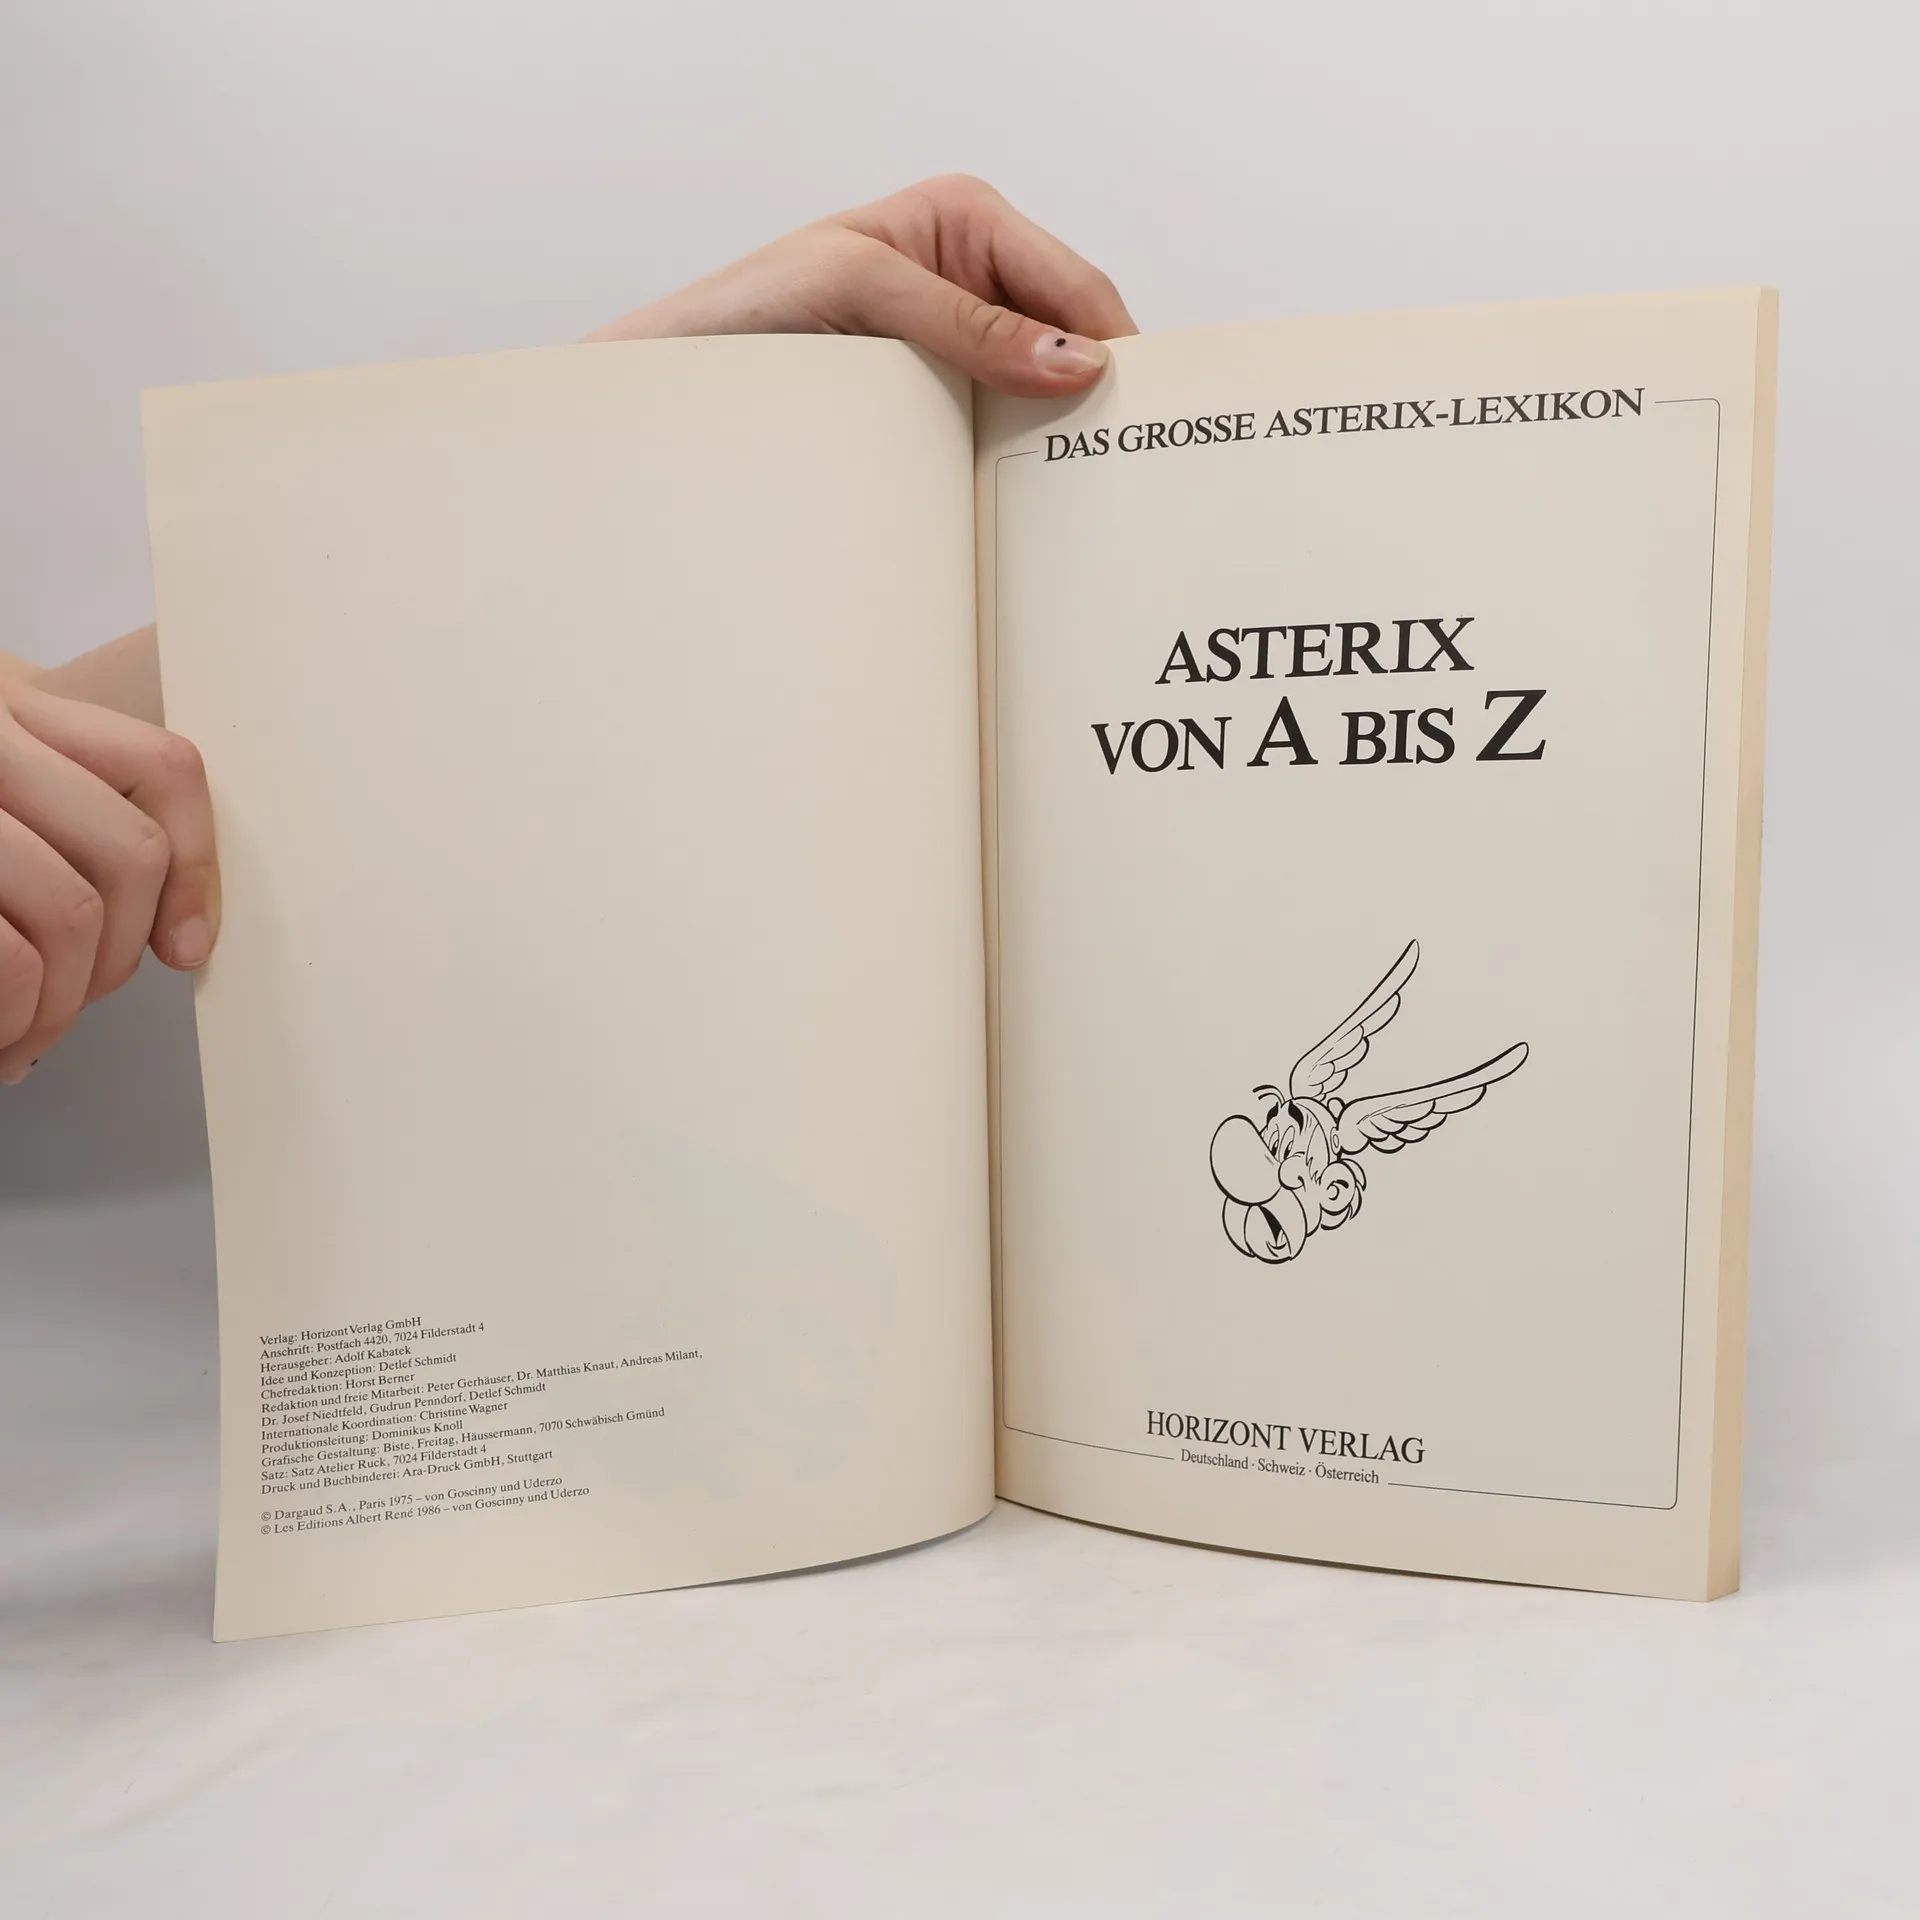 Verlag: Horizont Verlag GmbH
Anschrift: Postfach 4420, 7024 Filderstadt 4
Herausgeber: Adolf Kabatek
Idee und Konzeption: Detlef Schmidt
Chefredaktion: Horst Berner
Redaktion und freie Mitarbeit: Peter Gerhäuser, Dr. Matthias Knaut, Andreas Milant,
Dr. Josef Niedtfeld, Gudrun Penndorf, Detlef Schmidt
Internationale Koordination: Christine Wagner
Produktionsleitung: Dominikus Knoll
Grafische Gestaltung: Biste, Freitag, Häussermann, 7070 Schwäbisch Gmünd
Satz: Satz Atelier Ruck, 7024 Filderstadt 4
Druck und Buchbinderei: Ara-Druck GmbH, Stuttgart
© Dargaud S.A., Paris 1975 – von Goscinny und Uderzo
© Les Editions Albert René 1986 – von Goscinny und Uderzo
DAS GROSSE ASTERIX-LEXIKON
ASTERIX
VON A BIS Z
HORIZONT VERLAG
Deutschland · Schweiz · Österreich